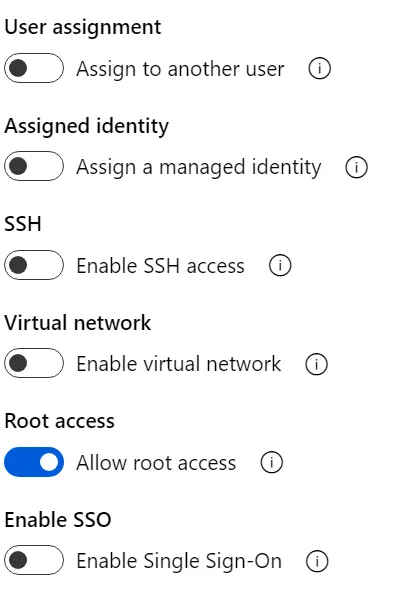 User assignment
Assign to another user
Assigned identity
Assign a managed identity
SSH
Enable SSH access
Virtual network
Enable virtual network
Root access
Allow root access
Enable SSO
Enable Single Sign-On